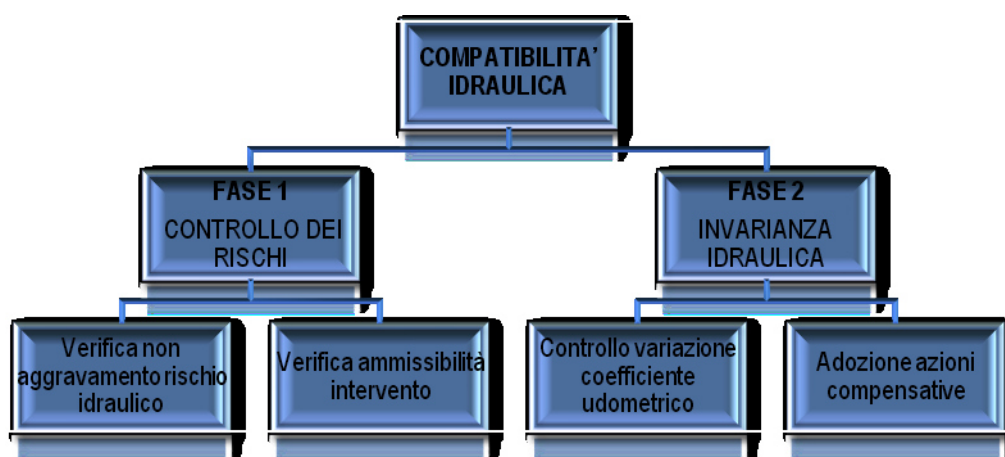 COMPATIBILITA'
IDRAULICA
FASE 1
CONTROLLO DEI
RISCHI
FASE 2
INVARIANZA
IDRAULICA
Verifica non
aggravamento rischio
idraulico
Verifica ammissibilità
intervento
Controllo variazione
coefficiente
udometrico
Adozione azioni
compensative